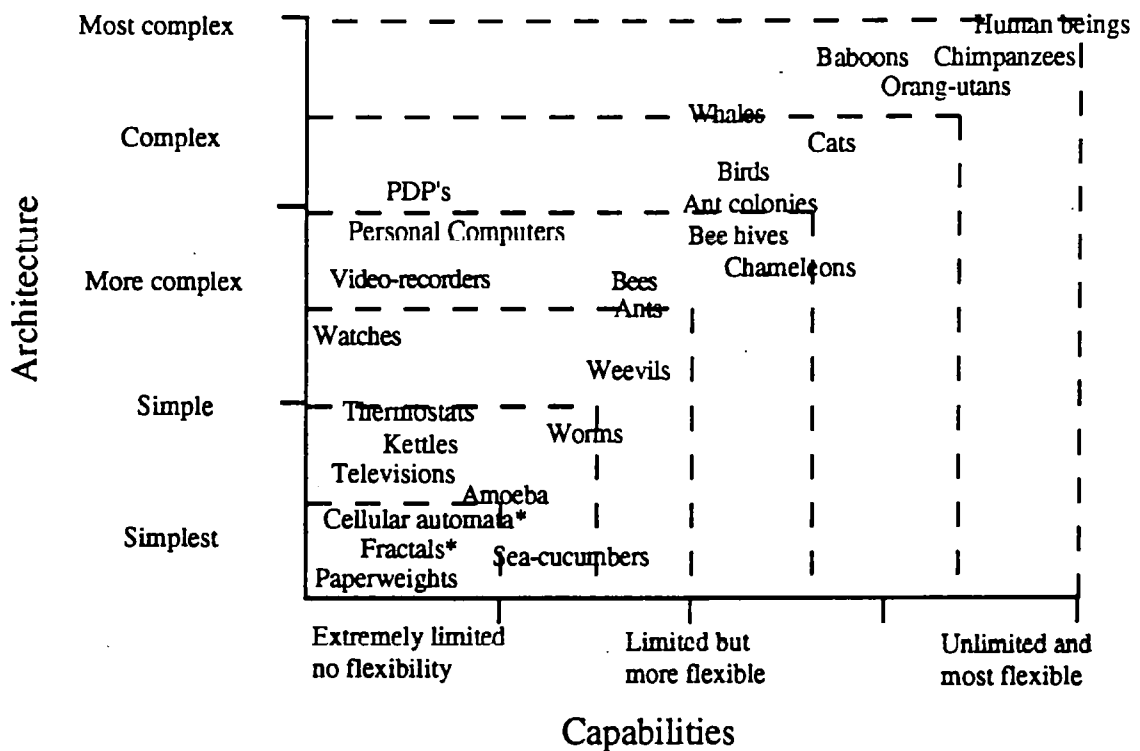 Most complex
Human beings
Baboons Chimpanzees
Orang-utans
Complex
Whales
Cats
Birds
PDP's
Ant colonies
Personal Computers
Bee hives
Chameleons
More complex
Video-recorders
Bees
Ants
Watches
Weevils
Simple
Thermostats
Worms
Kettles
Televisions
Amoeba
Cellular automata*
Simplest
Fractals*
Sea-cucumbers
Paperweights
Architecture
Extremely limited
no flexibility
Limited but
more flexible
Unlimited and
most flexible
Capabilities